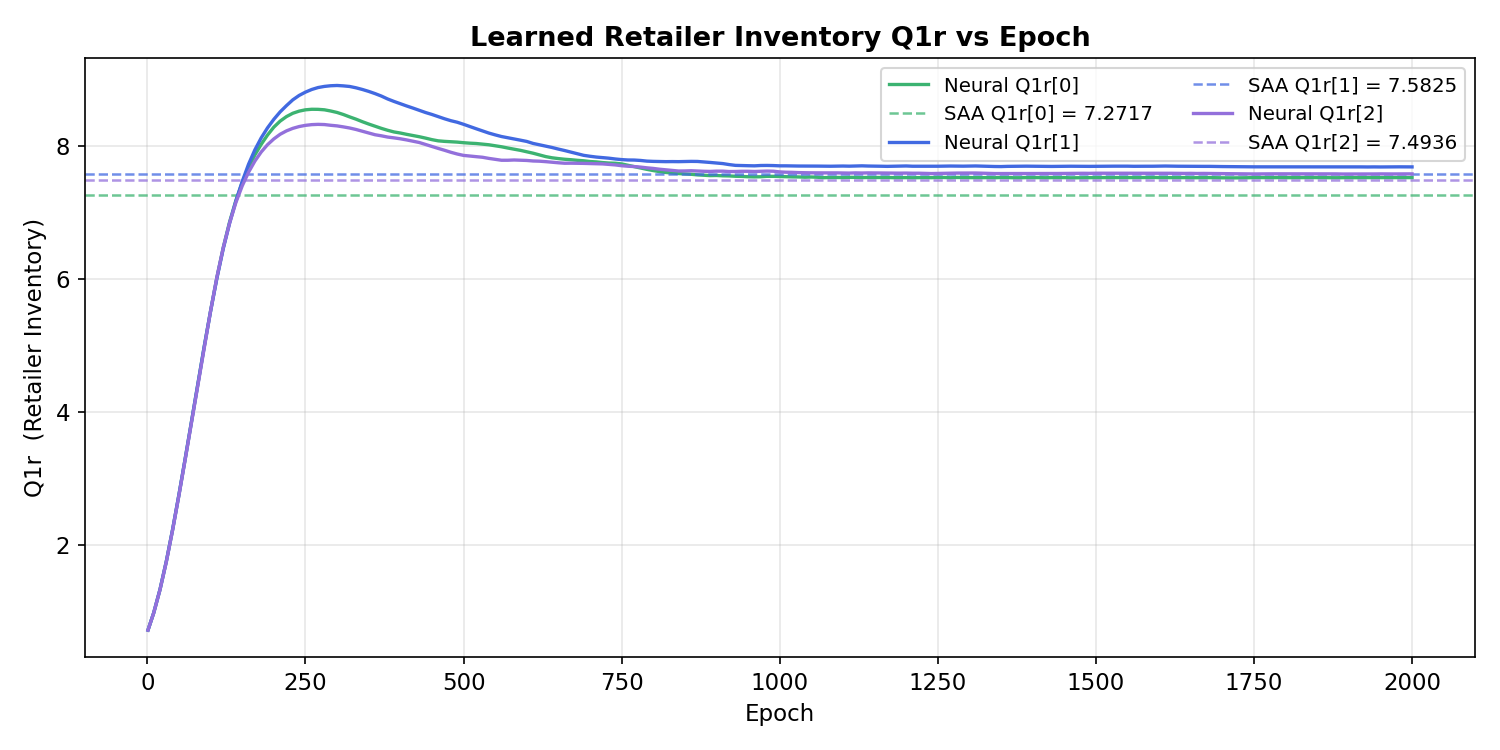 Learned Retailer Inventory Q1r vs Epoch
Neural Q1r[0]
SAA Q1r[0] = 7.2717
Neural Q1r[1]
SAA Q1r[1] = 7.5825
Neural Q1r[2]
SAA Q1r[2] = 7.4936
Q1r (Retailer Inventory)
8
6
4
2
0 250 500 750 1000 1250 1500 1750 2000
Epoch